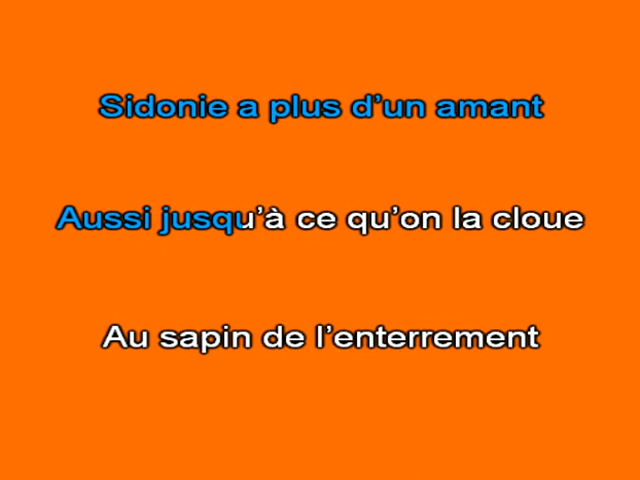 Sidonie a plus d’un amant
Aussi jusqu’à ce qu’on la cloue
Au sapin de l’enterrement